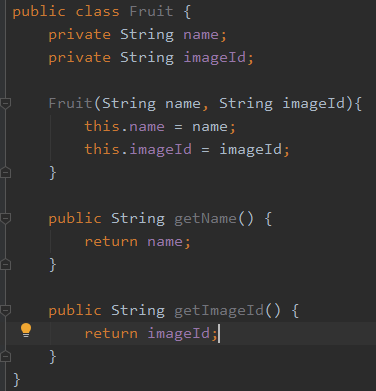 public class Fruit {
    private String name;
    private String imageId;

    Fruit(String name, String imageId){
        this.name = name;
        this.imageId = imageId;
    }

    public String getName() {
        return name;
    }

    public String getImageId() {
        return imageId;
    }
}